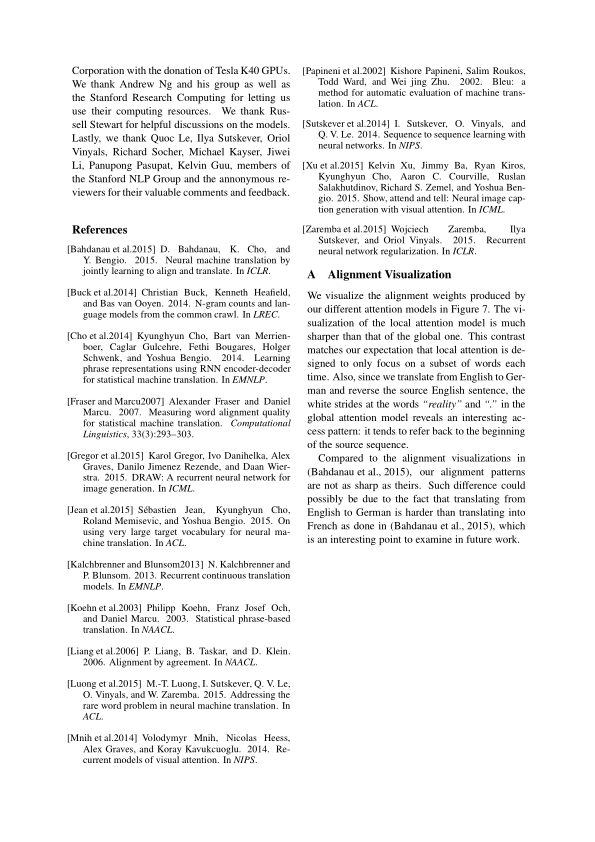 Corporation with the donation of Tesla K40 GPUs.
We thank Andrew Ng and his group as well as
the Stanford Research Computing for letting us
use their computing resources. We thank Rus-
sell Stewart for helpful discussions on the models.
Lastly, we thank Quoc Le, Ilya Sutskever, Oriol
Vinyals, Richard Socher, Michael Kayser, Jiwei
Li, Panupong Pasupat, Kelvin Guu, members of
the Stanford NLP Group and the annonymous re-
viewers for their valuable comments and feedback.
References
[Bahdanau et al.2015] D. Bahdanau, K. Cho, and
Y. Bengio. 2015. Neural machine translation by
jointly learning to align and translate. In ICLR.
[Buck et al.2014] Christian Buck, Kenneth Heafield,
and Bas van Ooyen. 2014. N-gram counts and lan-
guage models from the common crawl. In LREC.
[Cho et al.2014] Kyunghyun Cho, Bart van Merrien-
boer, Caglar Gulcehre, Fethi Bougares, Holger
Schwenk, and Yoshua Bengio. 2014. Learning
phrase representations using RNN encoder-decoder
for statistical machine translation. In EMNLP.
[Fraser and Marcu2007] Alexander Fraser and Daniel
Marcu. 2007. Measuring word alignment quality
for statistical machine translation. Computational
Linguistics, 33(3):293–303.
[Gregor et al.2015] Karol Gregor, Ivo Danihelka, Alex
Graves, Danilo Jimenez Rezende, and Daan Wier-
stra. 2015. DRAW: A recurrent neural network for
image generation. In ICML.
[Jean et al.2015] Sébastien Jean, Kyunghyun Cho,
Roland Memisevic, and Yoshua Bengio. 2015. On
using very large target vocabulary for neural ma-
chine translation. In ACL.
[Kalchbrenner and Blunsom2013] N. Kalchbrenner and
P. Blunsom. 2013. Recurrent continuous translation
models. In EMNLP.
[Koehn et al.2003] Philipp Koehn, Franz Josef Och,
and Daniel Marcu. 2003. Statistical phrase-based
translation. In NAACL.
[Liang et al.2006] P. Liang, B. Taskar, and D. Klein.
2006. Alignment by agreement. In NAACL.
[Luong et al.2015] M.-T. Luong, I. Sutskever, Q. V. Le,
O. Vinyals, and W. Zaremba. 2015. Addressing the
rare word problem in neural machine translation. In
ACL.
[Mnih et al.2014] Volodymyr Mnih, Nicolas Heess,
Alex Graves, and Koray Kavukcuoglu. 2014. Re-
current models of visual attention. In NIPS.
[Papineni et al.2002] Kishore Papineni, Salim Roukos,
Todd Ward, and Wei jing Zhu. 2002. Bleu: a
method for automatic evaluation of machine trans-
lation. In ACL.
[Sutskever et al.2014] I. Sutskever, O. Vinyals, and
Q. V. Le. 2014. Sequence to sequence learning with
neural networks. In NIPS.
[Xu et al.2015] Kelvin Xu, Jimmy Ba, Ryan Kiros,
Kyunghyun Cho, Aaron C. Courville, Ruslan
Salakhutdinov, Richard S. Zemel, and Yoshua Ben-
gio. 2015. Show, attend and tell: Neural image cap-
tion generation with visual attention. In ICML.
[Zaremba et al.2015] Wojciech Zaremba, Ilya
Sutskever, and Oriol Vinyals. 2015. Recurrent
neural network regularization. In ICLR.
A Alignment Visualization
We visualize the alignment weights produced by
our different attention models in Figure 7. The vi-
sualization of the local attention model is much
sharper than that of the global one. This contrast
matches our expectation that local attention is de-
signed to only focus on a subset of words each
time. Also, since we translate from English to Ger-
man and reverse the source English sentence, the
white strides at the words “reality” and “.” in the
global attention model reveals an interesting ac-
cess pattern: it tends to refer back to the beginning
of the source sequence.
Compared to the alignment visualizations in
(Bahdanau et al., 2015), our alignment patterns
are not as sharp as theirs. Such difference could
possibly be due to the fact that translating from
English to German is harder than translating into
French as done in (Bahdanau et al., 2015), which
is an interesting point to examine in future work.